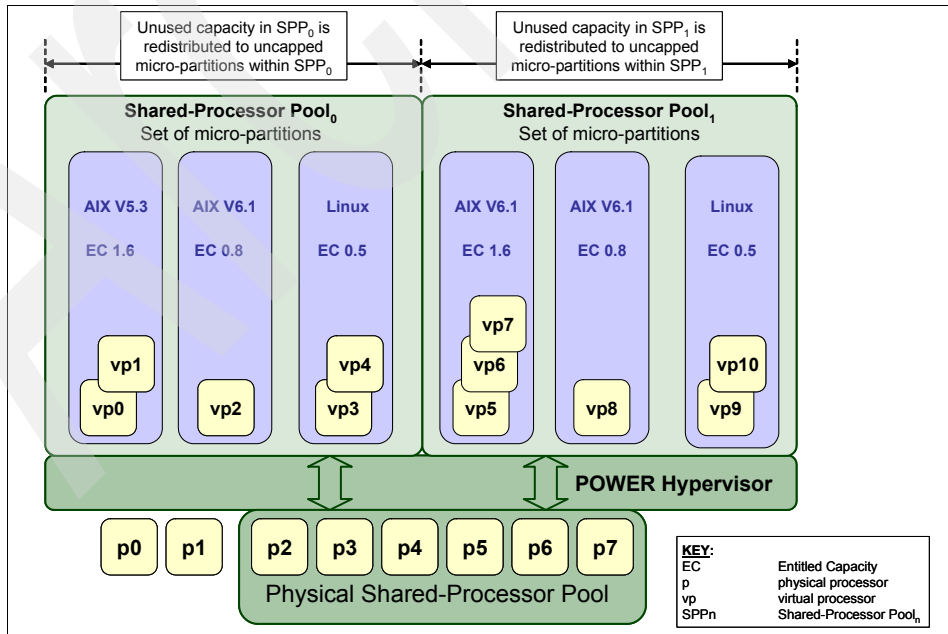 Unused capacity in SPP0 is
redistributed to uncapped
micro-partitions within SPP0
Unused capacity in SPP1 is
redistributed to uncapped
micro-partitions within SPP1
Shared-Processor Pool0
Set of micro-partitions
Shared-Processor Pool1
Set of micro-partitions
AIX V5.3
AIX V6.1
Linux
AIX V6.1
AIX V6.1
Linux
EC 1.6
EC 0.8
EC 0.5
EC 1.6
EC 0.8
EC 0.5
vp7
vp1
vp4
vp6
vp10
vp0
vp2
vp3
vp5
vp8
vp9
POWER Hypervisor
p0
p1
p2
p3
p4
p5
p6
p7
Physical Shared-Processor Pool
KEY:
EC Entitled Capacity
p physical processor
vp virtual processor
SPPn Shared-Processor Pooln